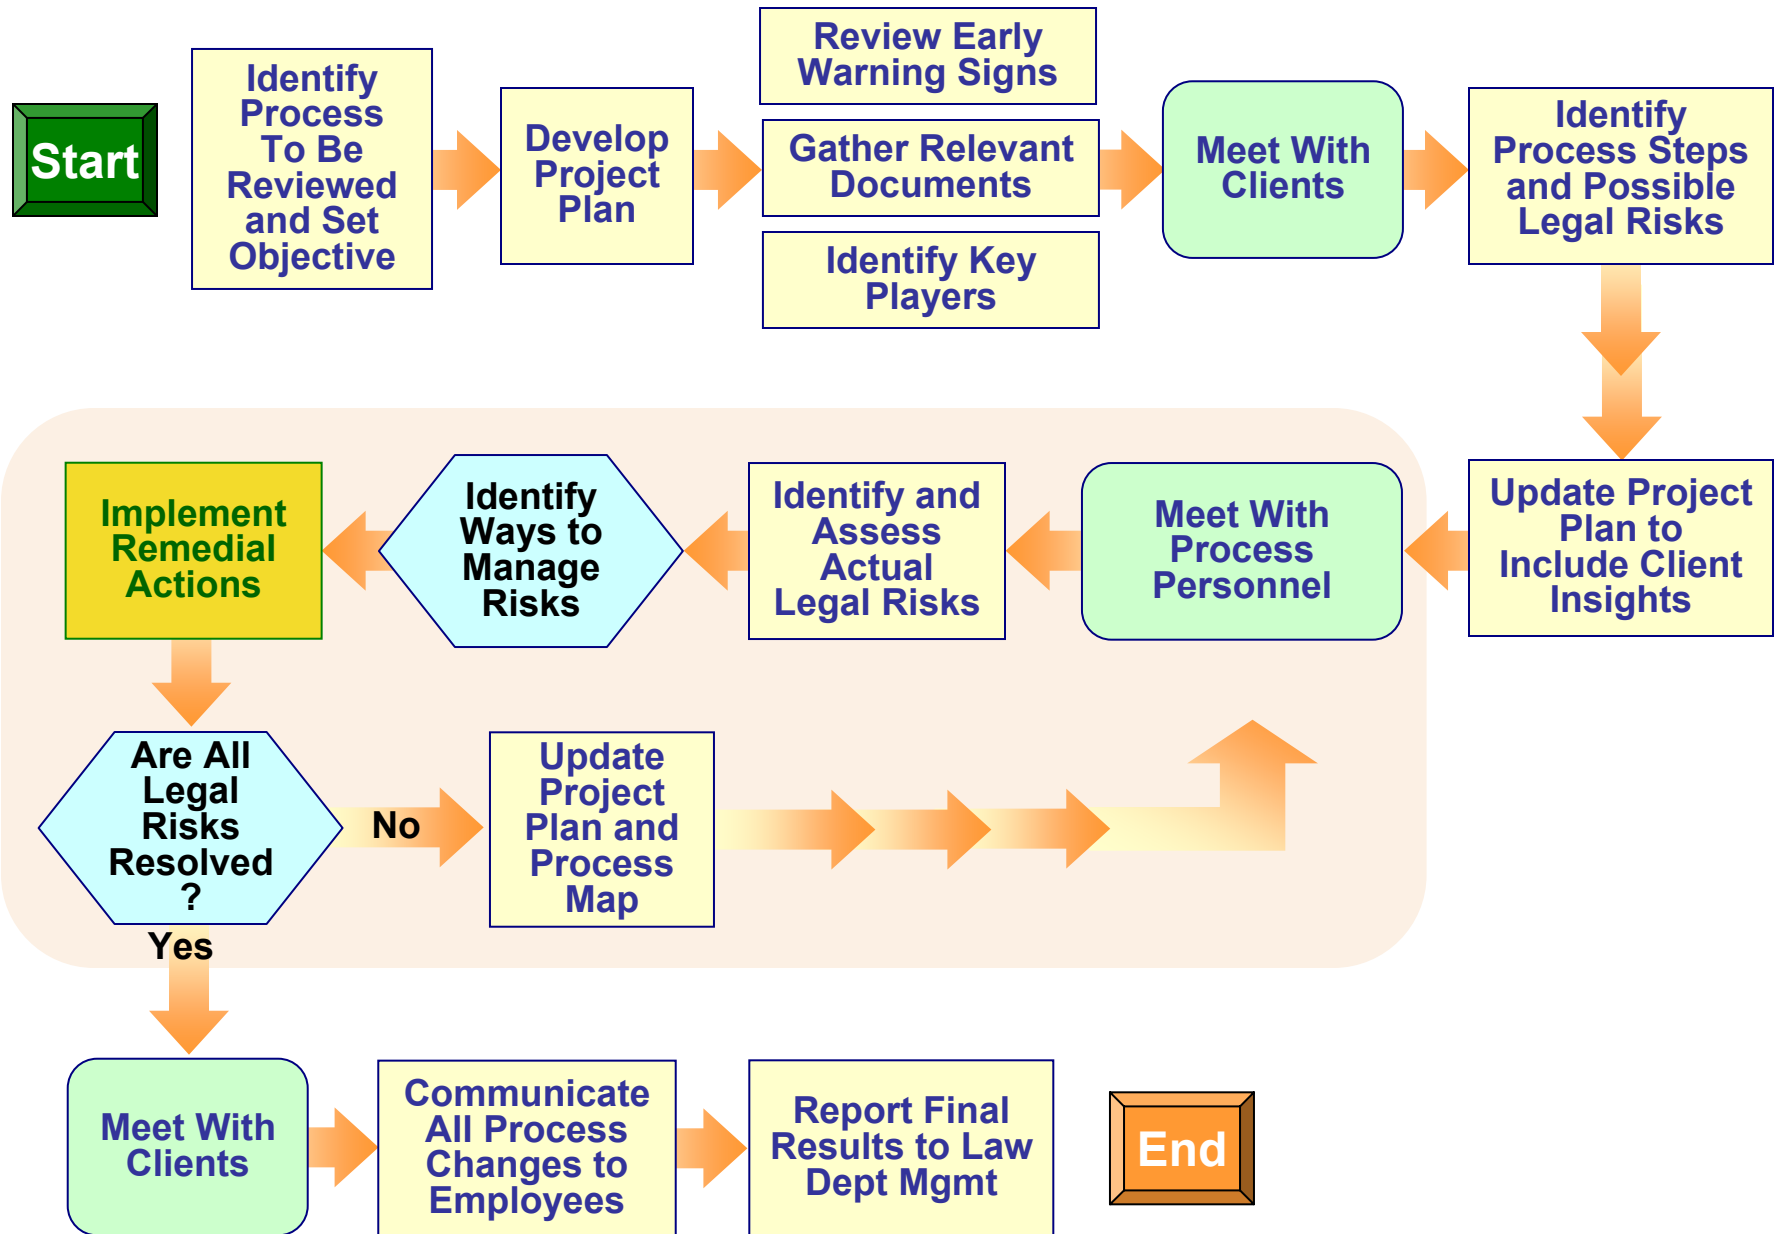 Start
Identify
Process
To Be
Reviewed
and Set
Objective
Develop
Project
Plan
Review Early
Warning Signs
Gather Relevant
Documents
Identify Key
Players
Meet With
Clients
Identify
Process Steps
and Possible
Legal Risks
Update Project
Plan to
Include Client
Insights
Meet With
Process
Personnel
Identify and
Assess
Actual
Legal Risks
Identify
Ways to
Manage
Risks
Implement
Remedial
Actions
Are All
Legal
Risks
Resolved
?
No
Update
Project
Plan and
Process
Map
Yes
Meet With
Clients
Communicate
All Process
Changes to
Employees
Report Final
Results to Law
Dept Mgmt
End